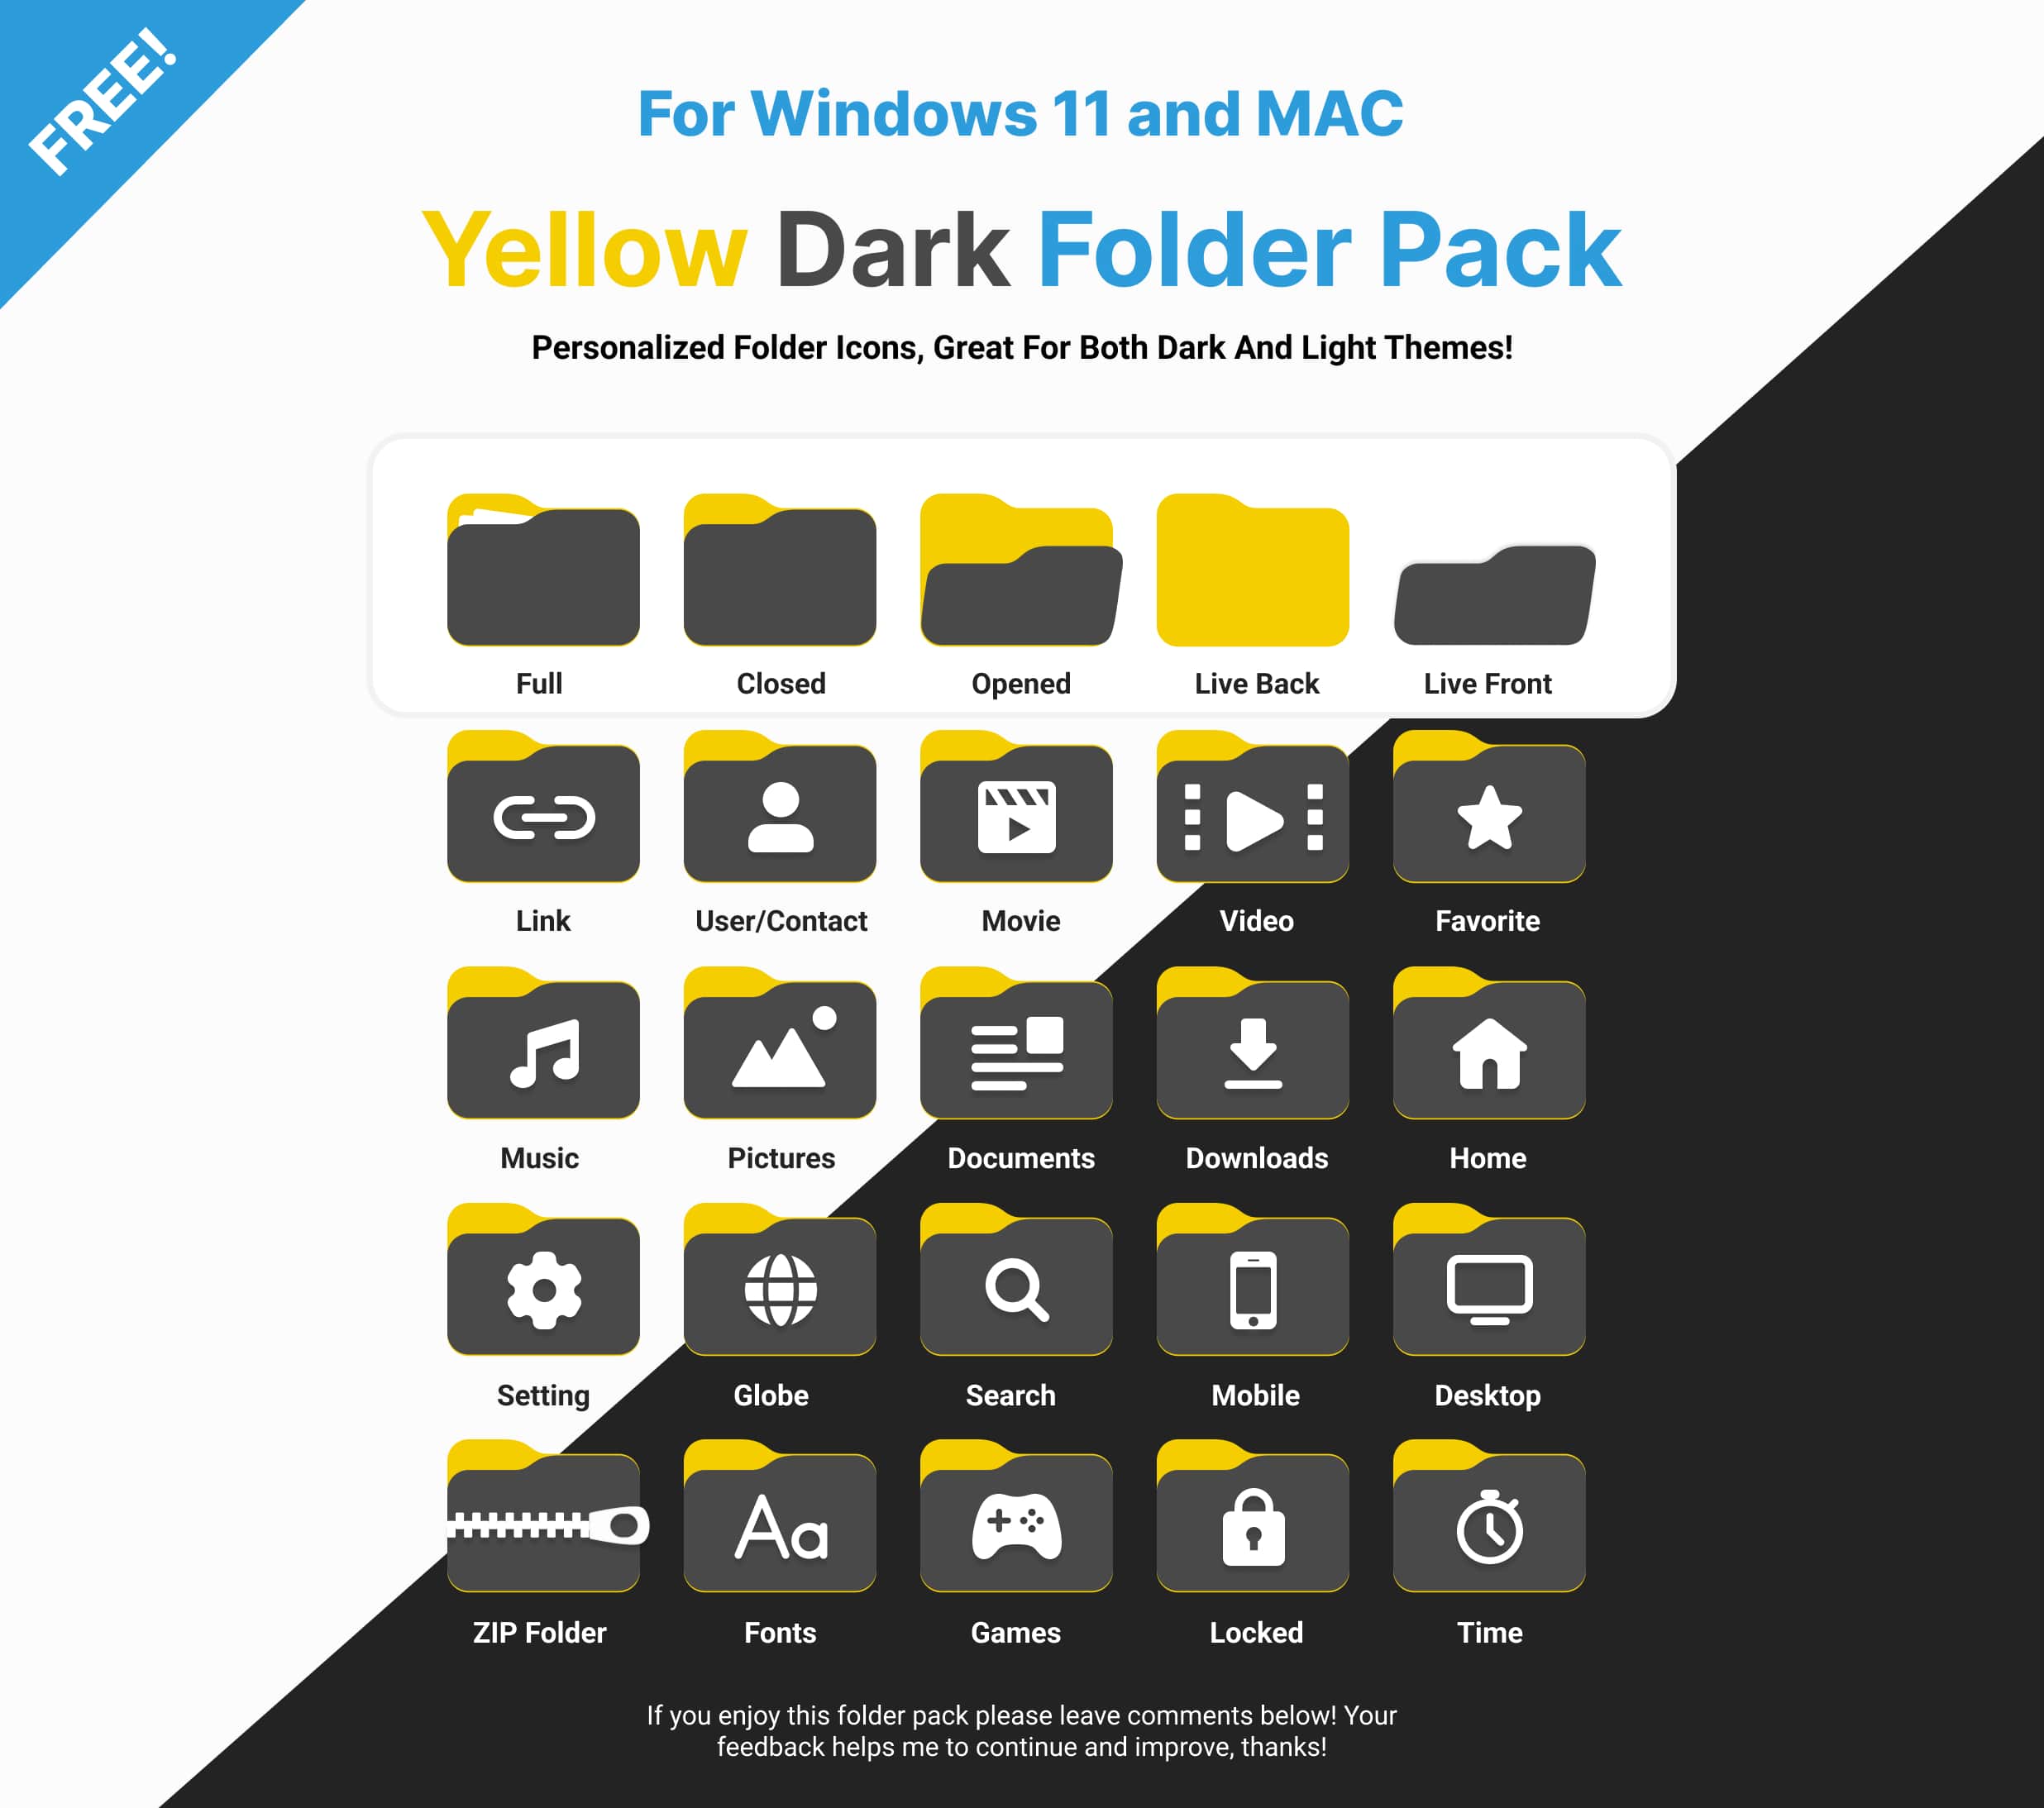 FREE!
For Windows 11 and MAC
Yellow Dark Folder Pack
Personalized Folder Icons, Great For Both Dark And Light Themes!
Full
Closed
Opened
Live Back
Live Front
Link
User/Contact
Movie
Video
Favorite
Music
Pictures
Documents
Downloads
Home
Setting
Globe
Search
Mobile
Desktop
Aa
ZIP Folder
Fonts
Games
Locked
Time
If you enjoy this folder pack please leave comments below! Your
feedback helps me to continue and improve, thanks!